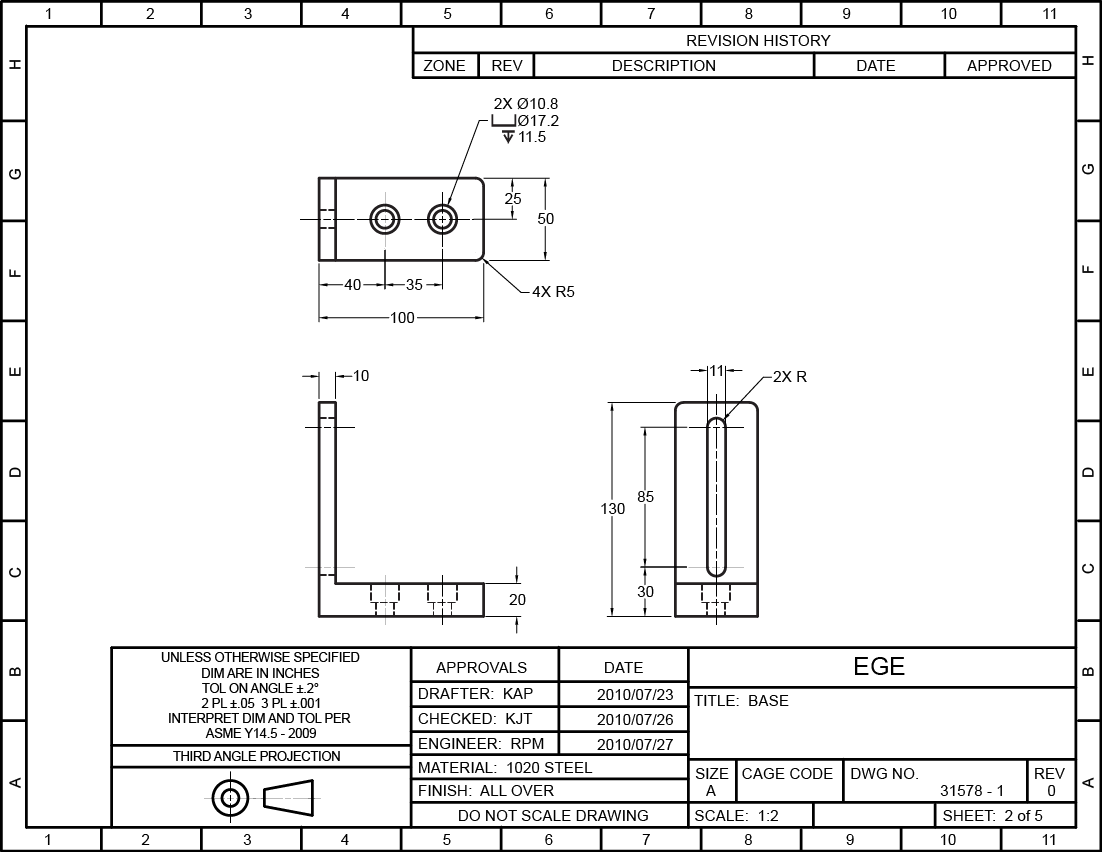 1 2 3 4 5 6 7 8 9 10 11
H
G
F
E
D
C
B
A
H
G
F
E
D
C
B
A
REVISION HISTORY
ZONE REV DESCRIPTION DATE APPROVED
2X Ø10.8
Ø17.2
11.5
25
50
40 35
4X R5
100
10
11
2X R
130
85
30
20
UNLESS OTHERWISE SPECIFIED
DIM ARE IN INCHES
TOL ON ANGLE ±.2°
2 PL ±.05 3 PL ±.001
INTERPRET DIM AND TOL PER
ASME Y14.5 - 2009
THIRD ANGLE PROJECTION
APPROVALS DATE
DRAFTER: KAP 2010/07/23
CHECKED: KJT 2010/07/26
ENGINEER: RPM 2010/07/27
MATERIAL: 1020 STEEL
FINISH: ALL OVER
DO NOT SCALE DRAWING
EGE
TITLE: BASE
SIZE
A
CAGE CODE
DWG NO.
31578 - 1
REV
0
SCALE: 1:2
SHEET: 2 of 5
1 2 3 4 5 6 7 8 9 10 11